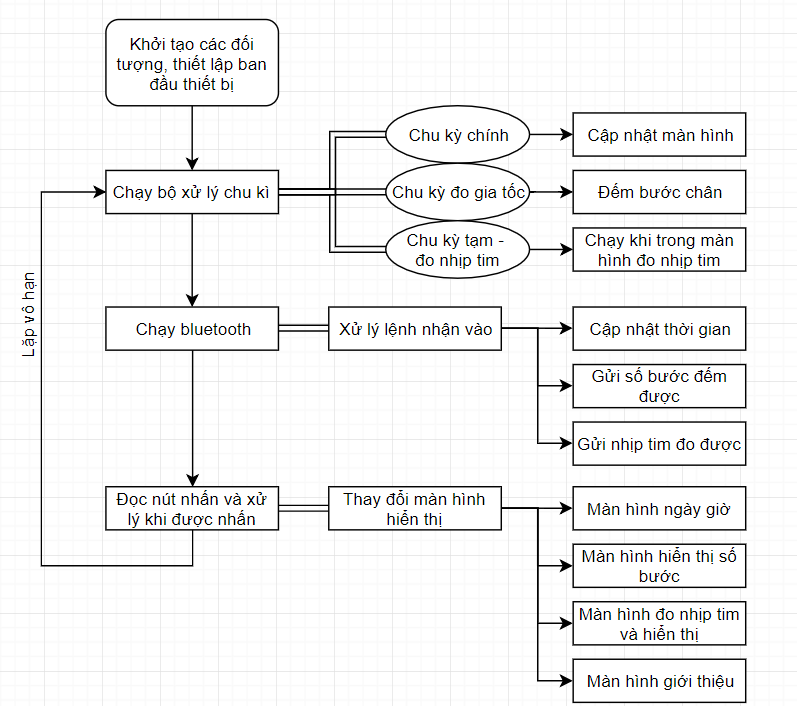 Khởi tạo các đối
tượng, thiết lập ban
đầu thiết bị
Chu kỳ chính
Cập nhật màn hình
Chạy bộ xử lý chu kì
Chu kỳ đo gia tốc
Đếm bước chân
Chu kỳ tạm -
đo nhịp tim
Chạy khi trong màn
hình đo nhịp tim
Lặp vô hạn
Chạy bluetooth
Xử lý lệnh nhận vào
Cập nhật thời gian
Gửi số bước đếm
được
Gửi nhịp tim đo được
Đọc nút nhấn và xử
lý khi được nhấn
Thay đổi màn hình
hiển thị
Màn hình ngày giờ
Màn hình hiển thị số
bước
Màn hình đo nhịp tim
và hiển thị
Màn hình giới thiệu